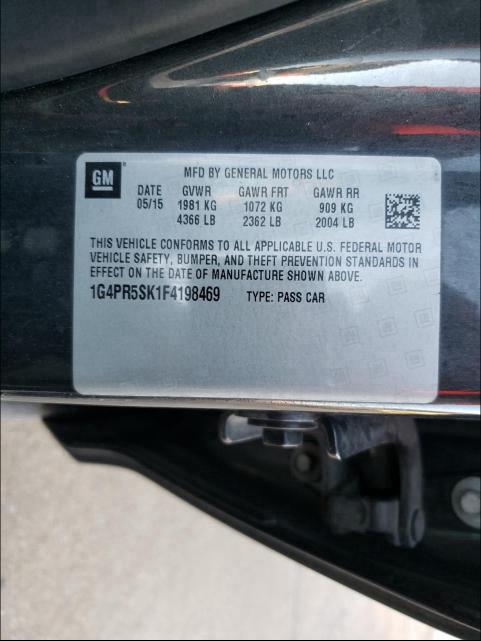 GM
MFD BY GENERAL MOTORS LLC
DATE GVWR GAWR FRT GAWR RR
05/15 1981 KG 1072 KG 909 KG
4366 LB 2362 LB 2004 LB
THIS VEHICLE CONFORMS TO ALL APPLICABLE U.S. FEDERAL MOTOR
VEHICLE SAFETY, BUMPER, AND THEFT PREVENTION STANDARDS IN
EFFECT ON THE DATE OF MANUFACTURE SHOWN ABOVE.
1G4PR5SK1F4198469 TYPE: PASS CAR